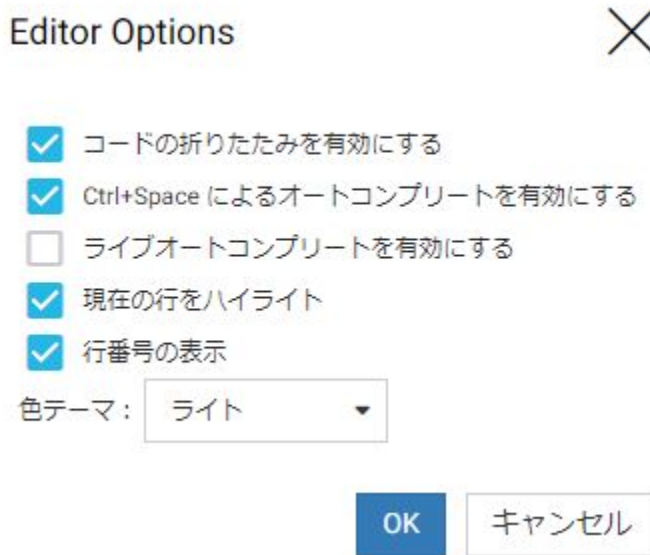 Editor Options
コードの折りたたみを有効にする
Ctrl+Space によるオートコンプリートを有効にする
ライブオートコンプリートを有効にする
現在の行をハイライト
行番号の表示
色テーマ : ライト
OK キャンセル